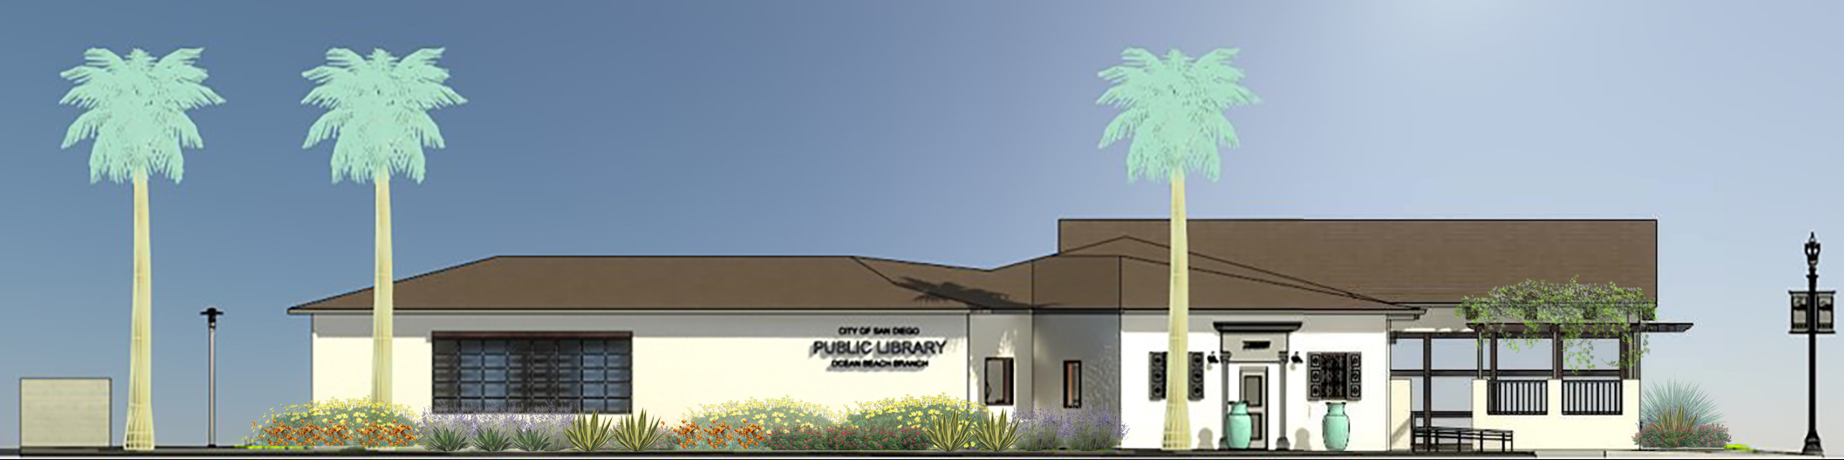 CITY OF SAN DIEGO
PUBLIC LIBRARY
OCEAN BEACH BRANCH